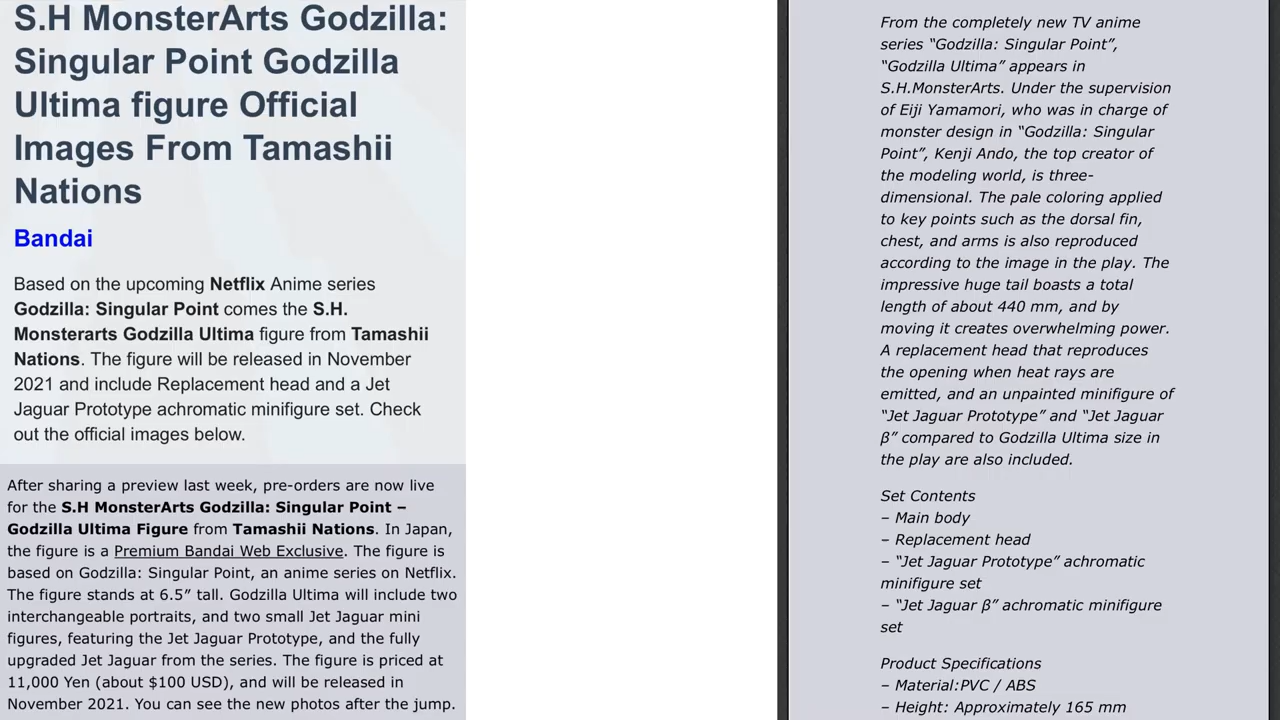 S.H MonsterArts Godzilla:
Singular Point Godzilla
Ultima figure Official
Images From Tamashii
Nations
Bandai
Based on the upcoming Netflix Anime series
Godzilla: Singular Point comes the S.H.
Monsterarts Godzilla Ultima figure from Tamashii
Nations. The figure will be released in November
2021 and include Replacement head and a Jet
Jaguar Prototype achromatic minifigure set. Check
out the official images below.
After sharing a preview last week, pre-orders are now live
for the S.H MonsterArts Godzilla: Singular Point –
Godzilla Ultima Figure from Tamashii Nations. In Japan,
the figure is a Premium Bandai Web Exclusive. The figure is
based on Godzilla: Singular Point, an anime series on Netflix.
The figure stands at 6.5″ tall. Godzilla Ultima will include two
interchangeable portraits, and two small Jet Jaguar mini
figures, featuring the Jet Jaguar Prototype, and the fully
upgraded Jet Jaguar from the series. The figure is priced at
11,000 Yen (about $100 USD), and will be released in
November 2021. You can see the new photos after the jump.
From the completely new TV anime
series “Godzilla: Singular Point”,
“Godzilla Ultima” appears in
S.H.MonsterArts. Under the supervision
of Eiji Yamamori, who was in charge of
monster design in “Godzilla: Singular
Point”, Kenji Ando, the top creator of
the modeling world, is three-
dimensional. The pale coloring applied
to key points such as the dorsal fin,
chest, and arms is also reproduced
according to the image in the play. The
impressive huge tail boasts a total
length of about 440 mm, and by
moving it creates overwhelming power.
A replacement head that reproduces
the opening when heat rays are
emitted, and an unpainted minifigure of
“Jet Jaguar Prototype” and “Jet Jaguar
β” compared to Godzilla Ultima size in
the play are also included.
Set Contents
– Main body
– Replacement head
– “Jet Jaguar Prototype” achromatic
minifigure set
– “Jet Jaguar β” achromatic minifigure
set
Product Specifications
– Material:PVC / ABS
– Height: Approximately 165 mm